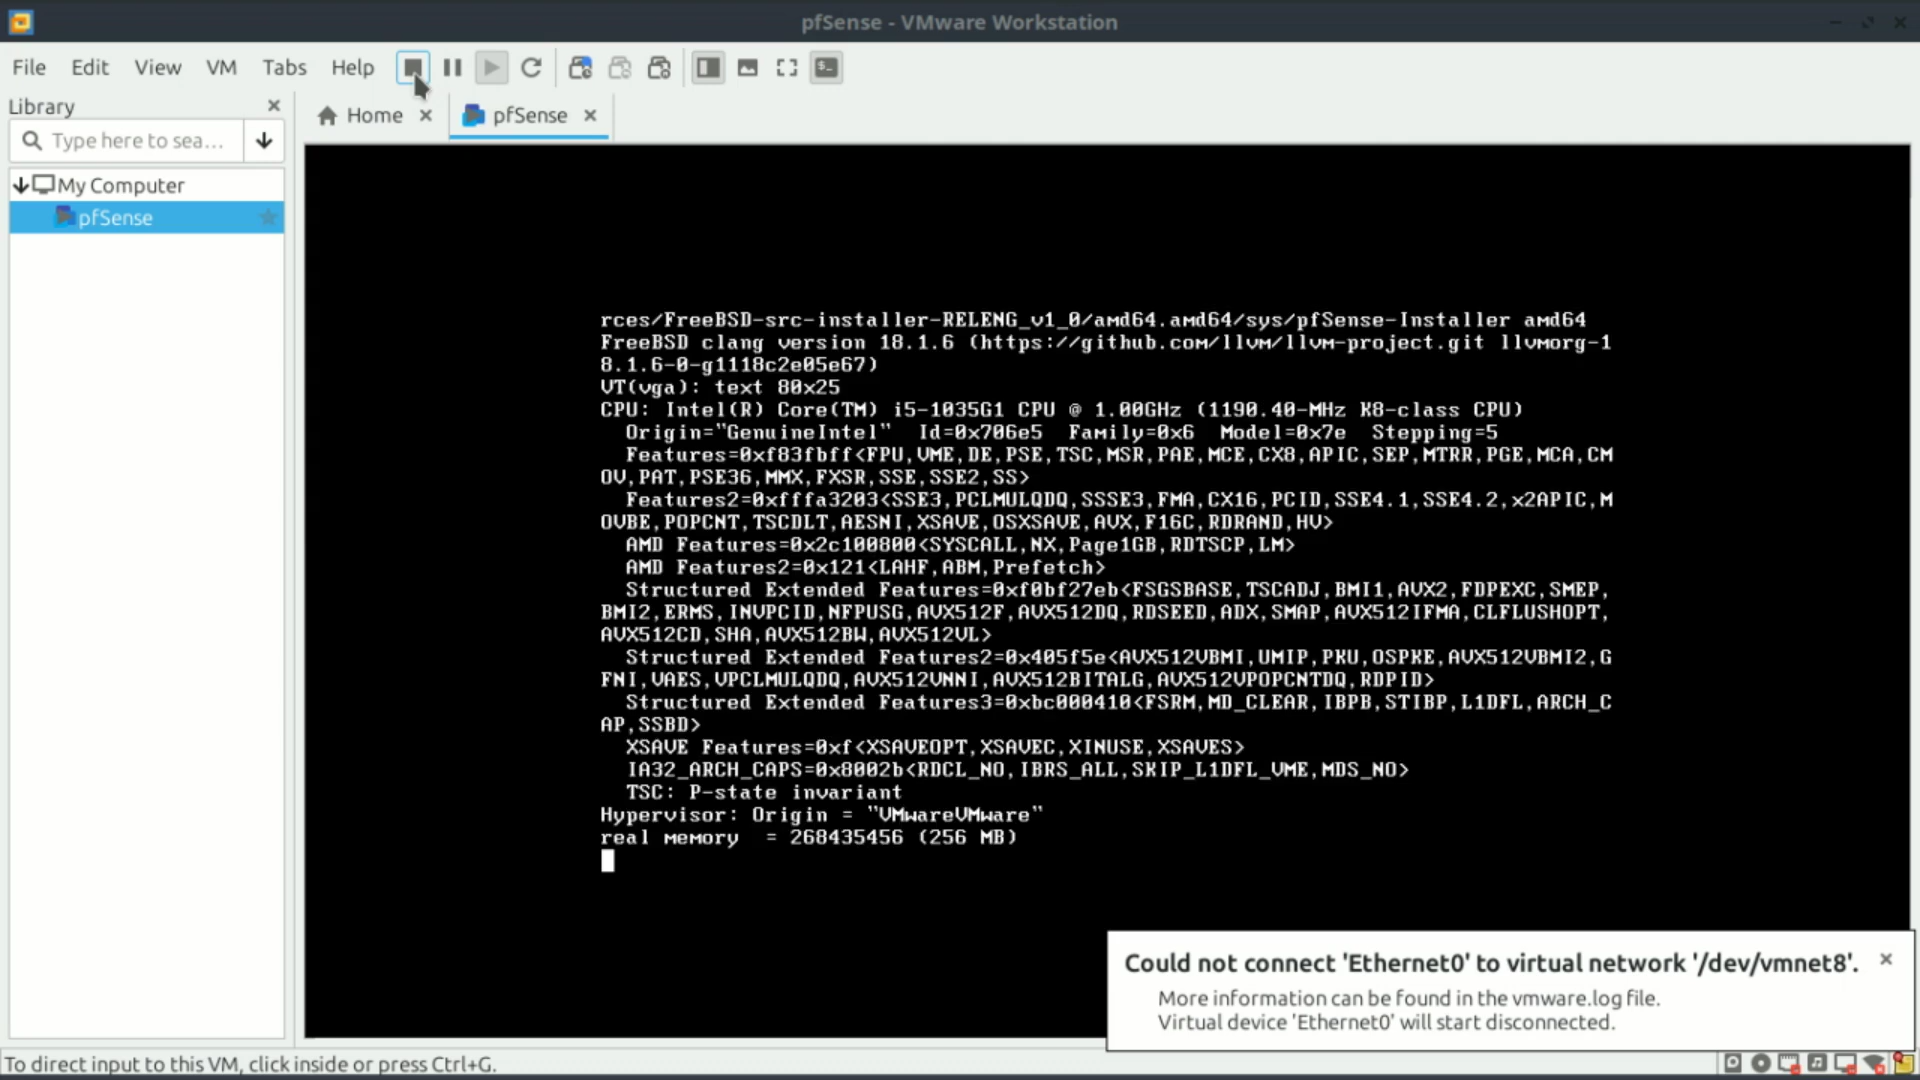 pfSense - VMware Workstation
File Edit View VM Tabs Help
Library
Type here to sea...
My Computer
pfSense
Home
pfSense
rces/FreeBSD-src-installer-RELENG_v1_0/amd64.amd64/sys/pfSense-Installer amd64
FreeBSD clang version 18.1.6 (https://github.com/llvm/llvm-project.git llvmorg-1
8.1.6-0-g1118c2e05e67)
VT(vga): text 80x25
CPU: Intel(R) Core(TM) i5-1035G1 CPU @ 1.00GHz (1190.40-MHz K8-class CPU)
Origin="GenuineIntel" Id=0x706e5 Family=0x6 Model=0x7e Stepping=5
Features=0xf83fbff<FPU,VME,DE,PSE,TSC,MSR,PAE,MCE,CX8,APIC,SEP,MTRR,PGE,MCA,CM
OV,PAT,PSE36,MMX,FXSR,SSE,SSE2,SS>
Features2=0xfffa3203<SSE3,PCLMULQDQ,SSSE3,FMA,CX16,PCID,SSE4.1,SSE4.2,x2APIC,M
OVBE,POPCNT,TSCDLT,AESNI,XSAVE,OSXSAVE,AVX,F16C,RDRAND,HV>
AMD Features=0x2c100800<SYSCALL,NX,Page1GB,RDTSCP,LM>
AMD Features2=0x121<LAHF,ABM,Prefetch>
Structured Extended Features=0xf0bf27eb<FSGSBASE,TSCADJ,BMI1,AVX2,FDPEXC,SMEP,
BMI2,ERMS,INVPCID,NFPUSG,AVX512F,AVX512DQ,RDSEED,ADX,SMAP,AVX512IFMA,CLFLUSHOPT,
AVX512CD,SHA,AVX512BW,AVX512VL>
Structured Extended Features2=0x405f5e<AVX512VBMI,UMIP,PKU,OSPKE,AVX512VBMI2,G
FNI,VAES,VPCLMULQDQ,AVX512VNNI,AVX512BITALG,AVX512VPOPCNTDQ,RDPID>
Structured Extended Features3=0xbc000410<FSRM,MD_CLEAR,IBPB,STIBP,L1DFL,ARCH_C
AP,SSBD>
XSAVE Features=0xf<XSAVEOPT,XSAVEC,XINUSE,XSAVES>
IA32_ARCH_CAPS=0x8002b<RDCL_NO,IBRS_ALL,SKIP_L1DFL_VME,MDS_NO>
TSC: P-state invariant
Hypervisor: Origin = "VMwareVMware"
real memory = 268435456 (256 MB)
Could not connect 'Ethernet0' to virtual network '/dev/vmnet8'.
More information can be found in the vmware.log file.
Virtual device 'Ethernet0' will start disconnected.
To direct input to this VM, click inside or press Ctrl+G.